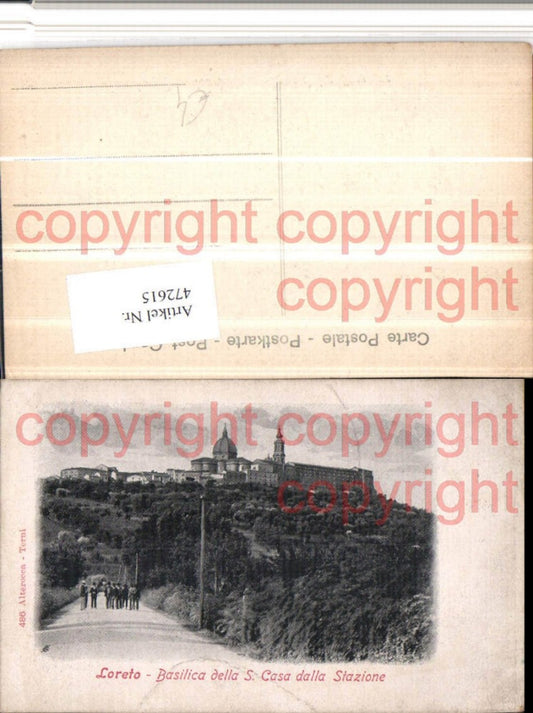 copyright copyright
copyright
Artikel Nr.
472615
Carte Postale - Postkarte - Post
copyright copyright
copyright
486 Alterocca - Terni
Loreto - Basilica della S. Casa dalla Stazione